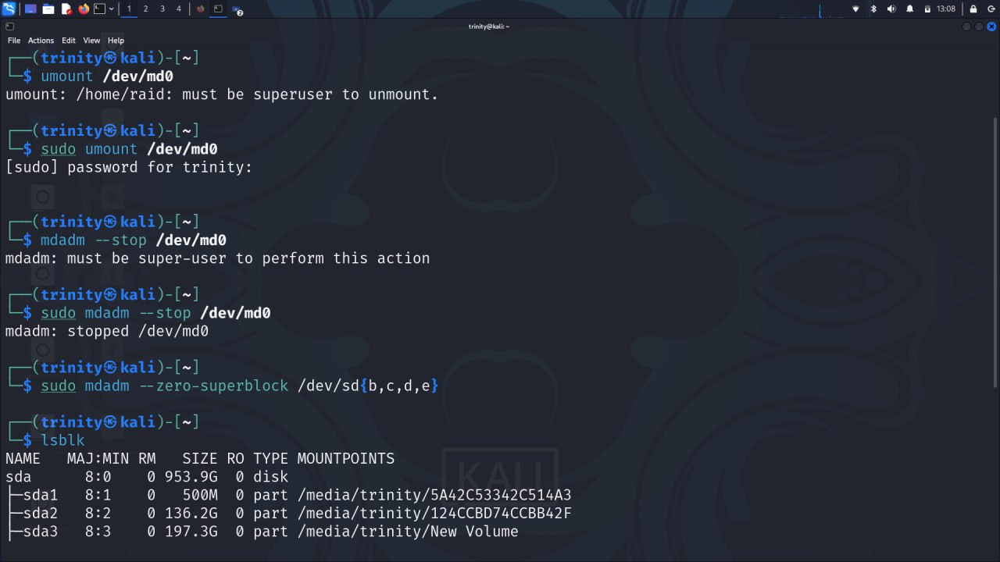 1 2 3 4 2 13:08
trinity@kali: ~
File Actions Edit View Help
┌──(trinity㉿kali)-[~]
└─$ umount /dev/md0
umount: /home/raid: must be superuser to unmount.
┌──(trinity㉿kali)-[~]
└─$ sudo umount /dev/md0
[sudo] password for trinity:
┌──(trinity㉿kali)-[~]
└─$ mdadm --stop /dev/md0
mdadm: must be super-user to perform this action
┌──(trinity㉿kali)-[~]
└─$ sudo mdadm --stop /dev/md0
mdadm: stopped /dev/md0
┌──(trinity㉿kali)-[~]
└─$ sudo mdadm --zero-superblock /dev/sd{b,c,d,e}
┌──(trinity㉿kali)-[~]
└─$ lsblk
NAME MAJ:MIN RM SIZE RO TYPE MOUNTPOINTS
sda 8:0 0 953.9G 0 disk
├─sda1 8:1 0 500M 0 part /media/trinity/5A42C53342C514A3
├─sda2 8:2 0 136.2G 0 part /media/trinity/124CCBD74CCBB42F
├─sda3 8:3 0 197.3G 0 part /media/trinity/New Volume
KALI